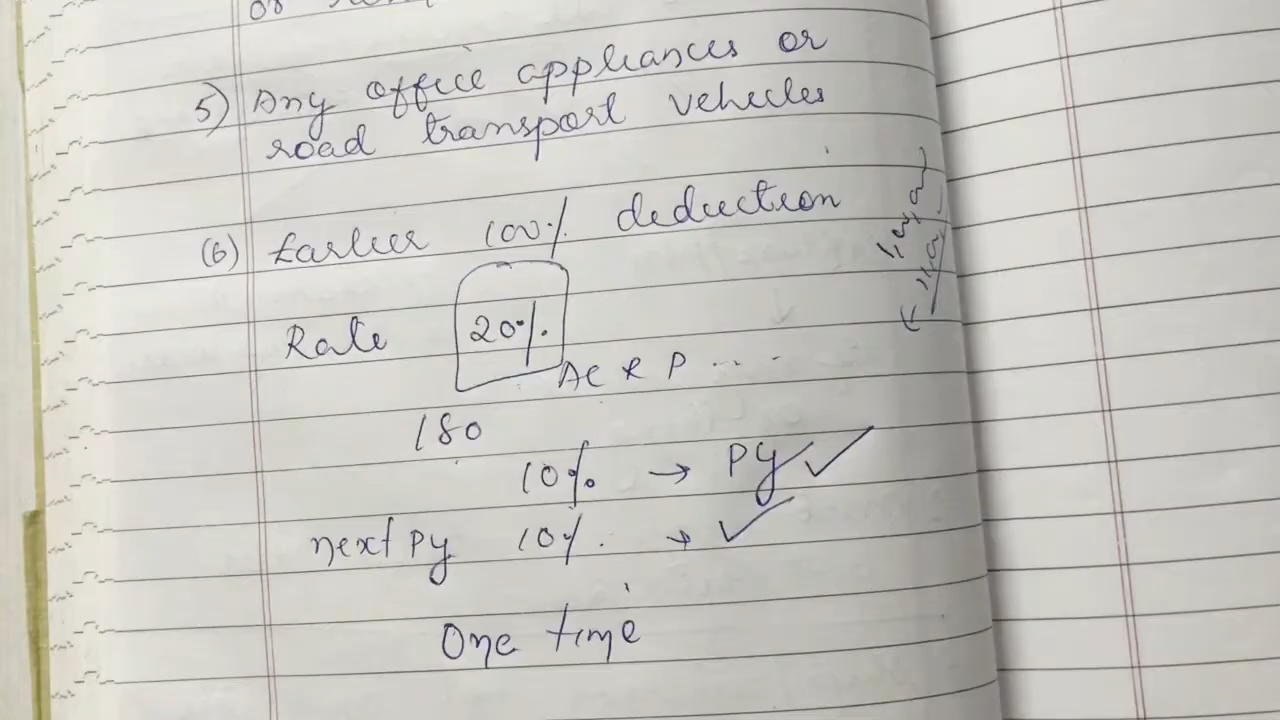 or
5) Any office appliances or
road transport vehicles
(6) Earlier 100% deduction
Rate 20%.
AC & P ...
180
10% → PY ✓
next py 10%. → ✓
One time